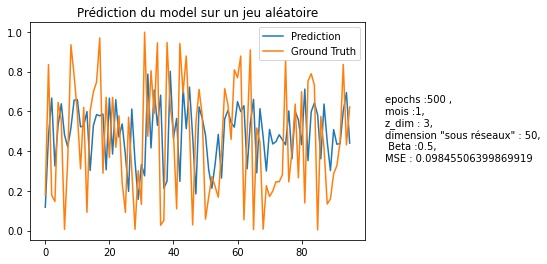 Prédiction du model sur un jeu aléatoire
Prediction
Ground Truth
1.0
0.8
0.6
0.4
0.2
0.0
0
20
40
60
80
epochs :500 ,
mois :1,
z_dim : 3,
dimension "sous réseaux" : 50,
Beta :0.5,
MSE : 0.09845506399869919